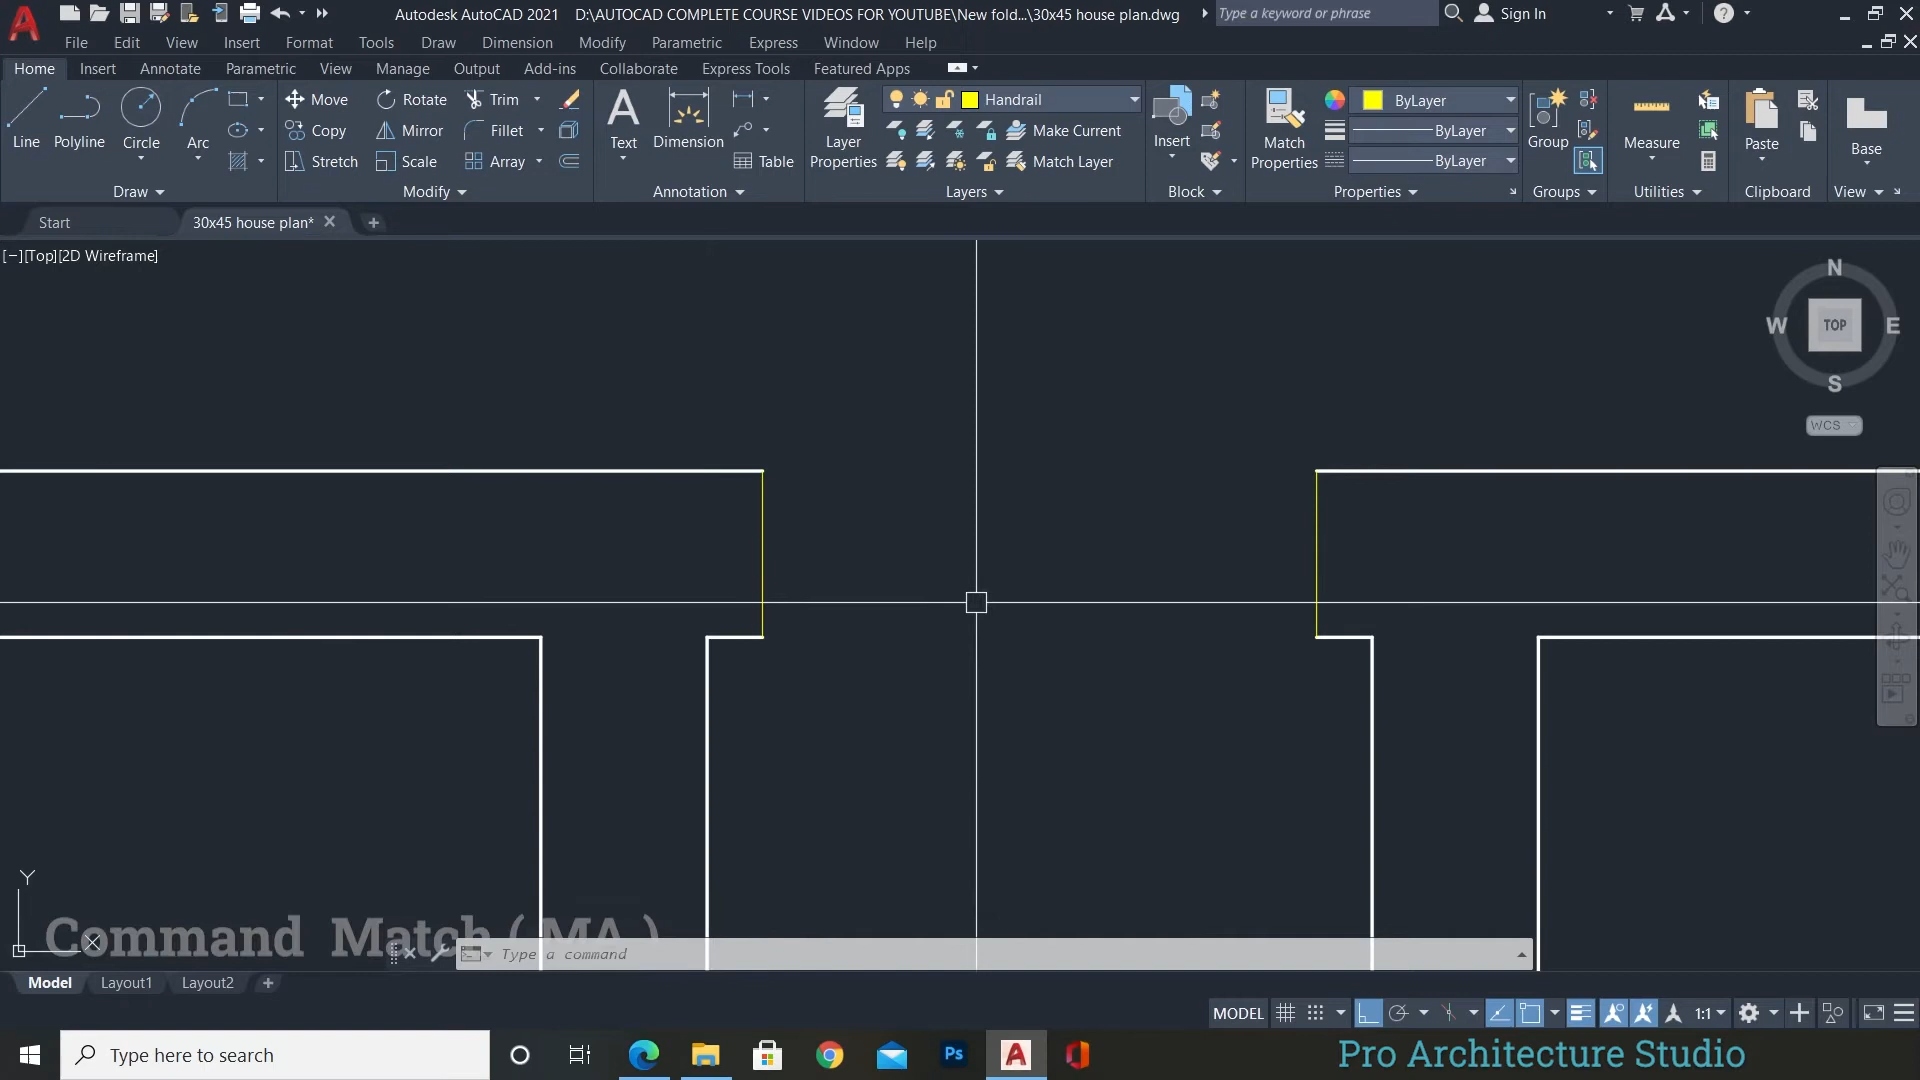 Autodesk AutoCAD 2021 D:\AUTOCAD COMPLETE COURSE VIDEOS FOR YOUTUBE\New fold...\30x45 house plan.dwg Type a keyword or phrase Sign In
File Edit View Insert Format Tools Draw Dimension Modify Parametric Express Window Help
Home Insert Annotate Parametric View Manage Output Add-ins Collaborate Express Tools Featured Apps
Line Polyline Circle Arc
Move Rotate Trim
Copy Mirror Fillet
Stretch Scale Array
Text Dimension Table
Layer Properties
Handrail
Make Current
Match Layer
Insert
Match Properties
ByLayer
ByLayer
ByLayer
Group Measure Paste Base
Draw Modify Annotation Layers Block Properties Groups Utilities Clipboard View
Start 30x45 house plan*
[−][Top][2D Wireframe]
N
W TOP E
S
WCS
Y
X
Command Match ( MA )
Type a command
Model Layout1 Layout2
MODEL 1:1
Type here to search
Ps
Pro Architecture Studio